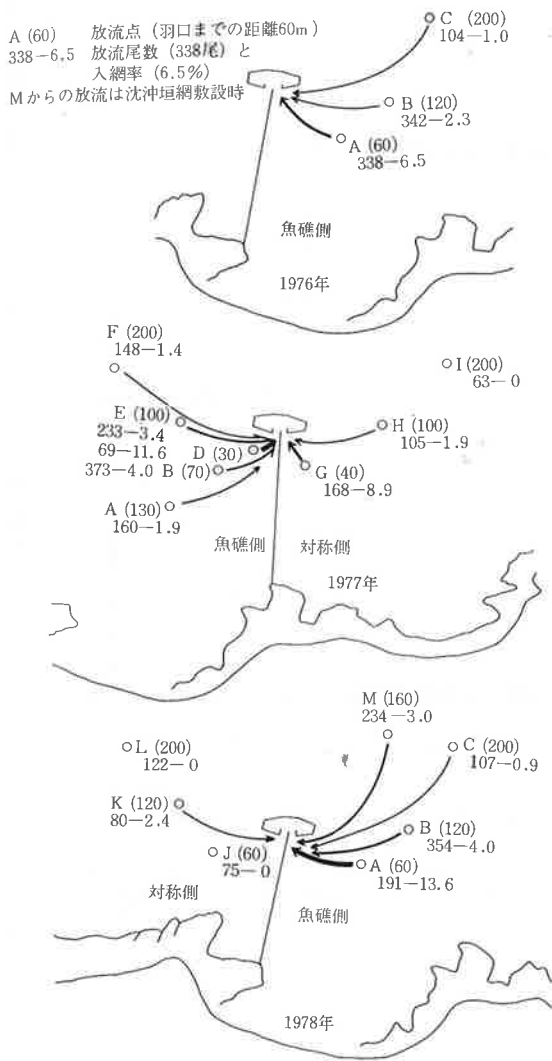 A (60) 放流点 (羽口までの距離60m)
338-6.5 放流尾数 (338尾) と
入網率 (6.5%)
Mからの放流は沈沖垣網敷設時
C (200)
104-1.0
B (120)
342-2.3
A (60)
338-6.5
魚礁側
1976年
F (200)
148-1.4
I (200)
63-0
E (100)
233-3.4
H (100)
105-1.9
69-11.6 D (30)
373-4.0 B (70)
G (40)
168-8.9
A (130)
160-1.9
魚礁側 対称側
1977年
M (160)
234-3.0
L (200)
122-0
C (200)
107-0.9
K (120)
80-2.4
B (120)
354-4.0
J (60)
75-0
A (60)
191-13.6
対称側
魚礁側
1978年